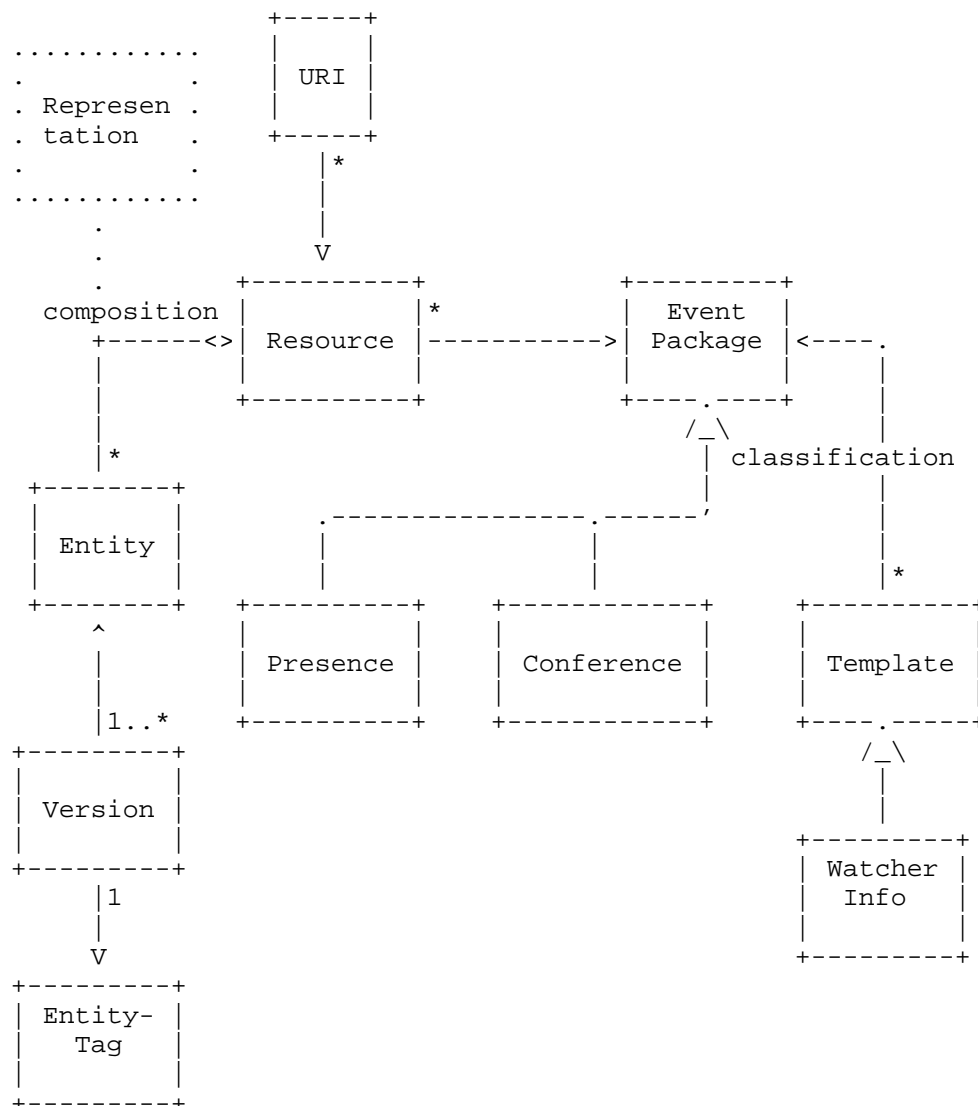 URI
Represen
tation
*
composition
*
Event
Resource
Package
*
classification
Entity
*
Presence
Conference
Template
1..*
Version
Watcher
1
Info
Entity-
Tag